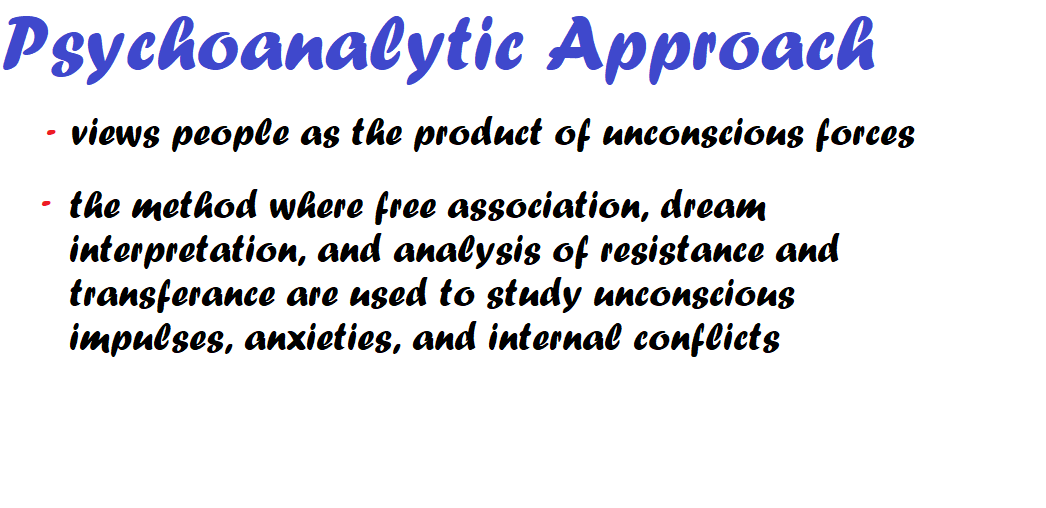 Psychoanalytic Approach
- views people as the product of unconscious forces
- the method where free association, dream
interpretation, and analysis of resistance and
transferance are used to study unconscious
impulses, anxieties, and internal conflicts